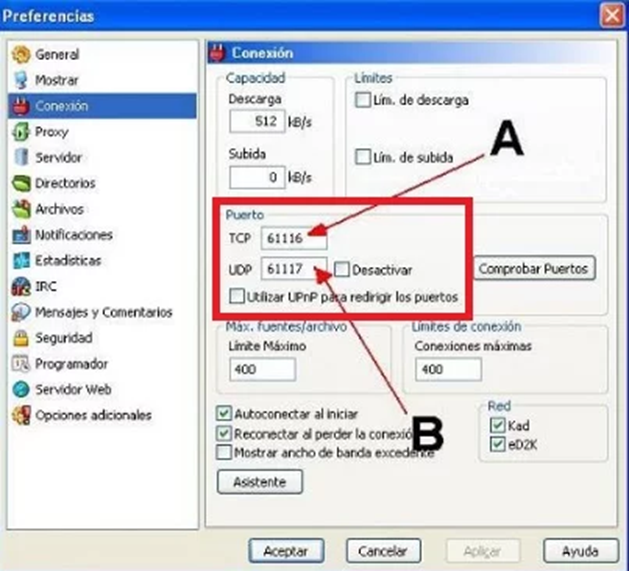 Preferencias
General
Mostrar
Conexión
Proxy
Servidor
Directorios
Archivos
Notificaciones
Estadísticas
IRC
Mensajes y Comentarios
Seguridad
Programador
Servidor Web
Opciones adicionales
Conexión
Capacidad
Descarga
512 kB/s
Subida
0 kB/s
Límites
Lím. de descarga
Lím. de subida
A
Puerto
TCP 61116
UDP 61117 Desactivar
Utilizar UPnP para redirigir los puertos
Comprobar Puertos
Máx. fuentes/archivo
Límite Máximo
400
Límites de conexión
Conexiones máximas
400
Autoconectar al iniciar
Reconectar al perder la conexión
Mostrar ancho de banda excedente
B
Red
Kad
eD2K
Asistente
Aceptar Cancelar Aplicar Ayuda